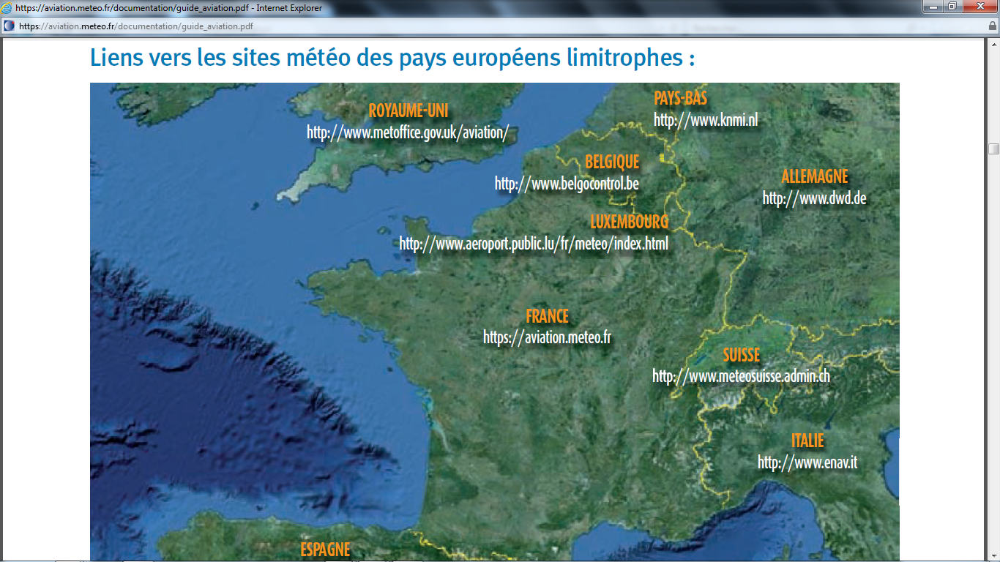 https://aviation.meteo.fr/documentation/guide_aviation.pdf - Internet Explorer
https://aviation.meteo.fr/documentation/guide_aviation.pdf
Liens vers les sites météo des pays européens limitrophes :
PAYS-BAS
http://www.knmi.nl
ROYAUME-UNI
http://www.metoffice.gov.uk/aviation/
BELGIQUE
http://www.belgocontrol.be
ALLEMAGNE
http://www.dwd.de
LUXEMBOURG
http://www.aeroport.public.lu/fr/meteo/index.html
FRANCE
https://aviation.meteo.fr
SUISSE
http://www.meteosuisse.admin.ch
ITALIE
http://www.enav.it
ESPAGNE